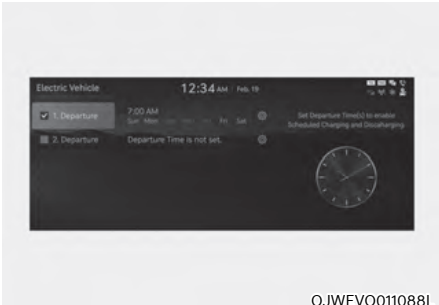 Electric Vehicle
12:34 AM Feb. 19
1. Departure
7:00 AM
Sun Mon Fri Sat
2. Departure
Departure Time is not set.
Set Departure Time(s) to enable
Scheduled Charging and Discharging
OJWEVQ011088L